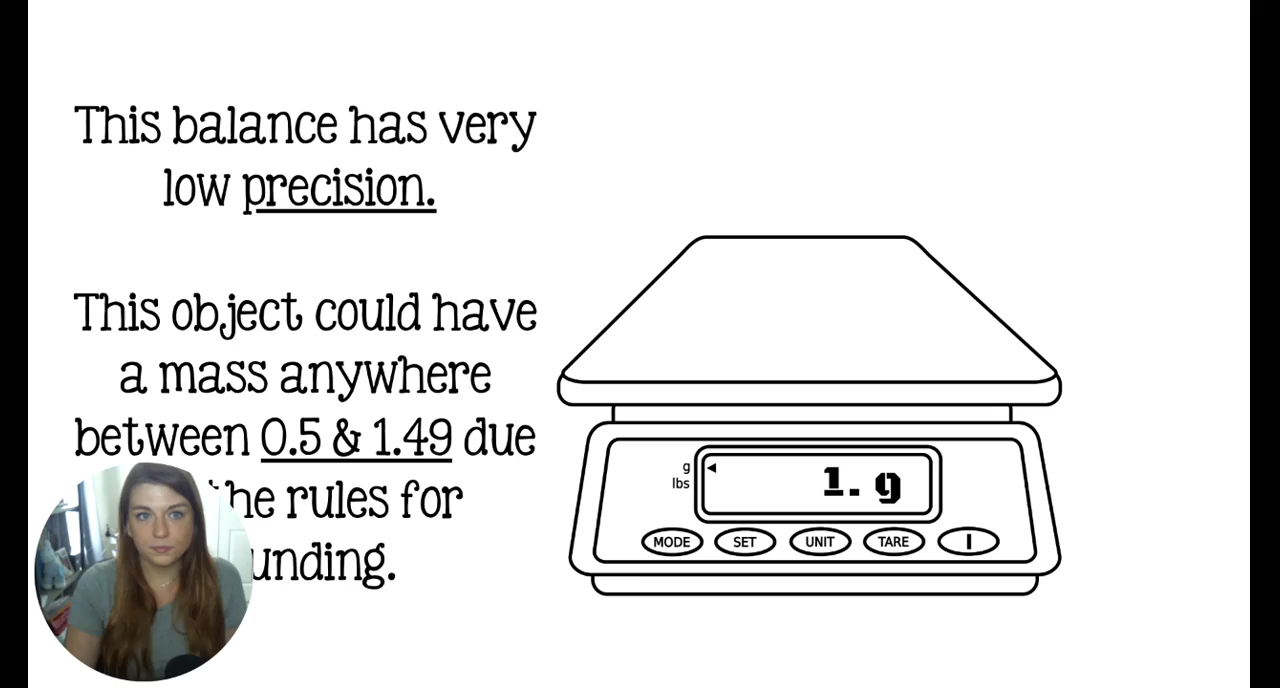 This balance has very
low precision.
This object could have
a mass anywhere
between 0.5 & 1.49 due
the rules for
unding.
g
lbs
1. g
MODE SET UNIT TARE I